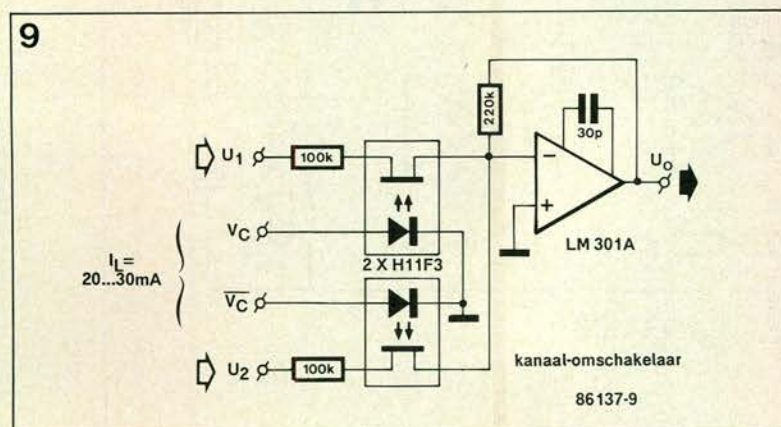 9
220k
30p
U1
100k
−
+
Uo
LM 301A
VC
IL=
20...30mA
2 X H11F3
V̅C̅
U2
100k
kanaal-omschakelaar
86137-9